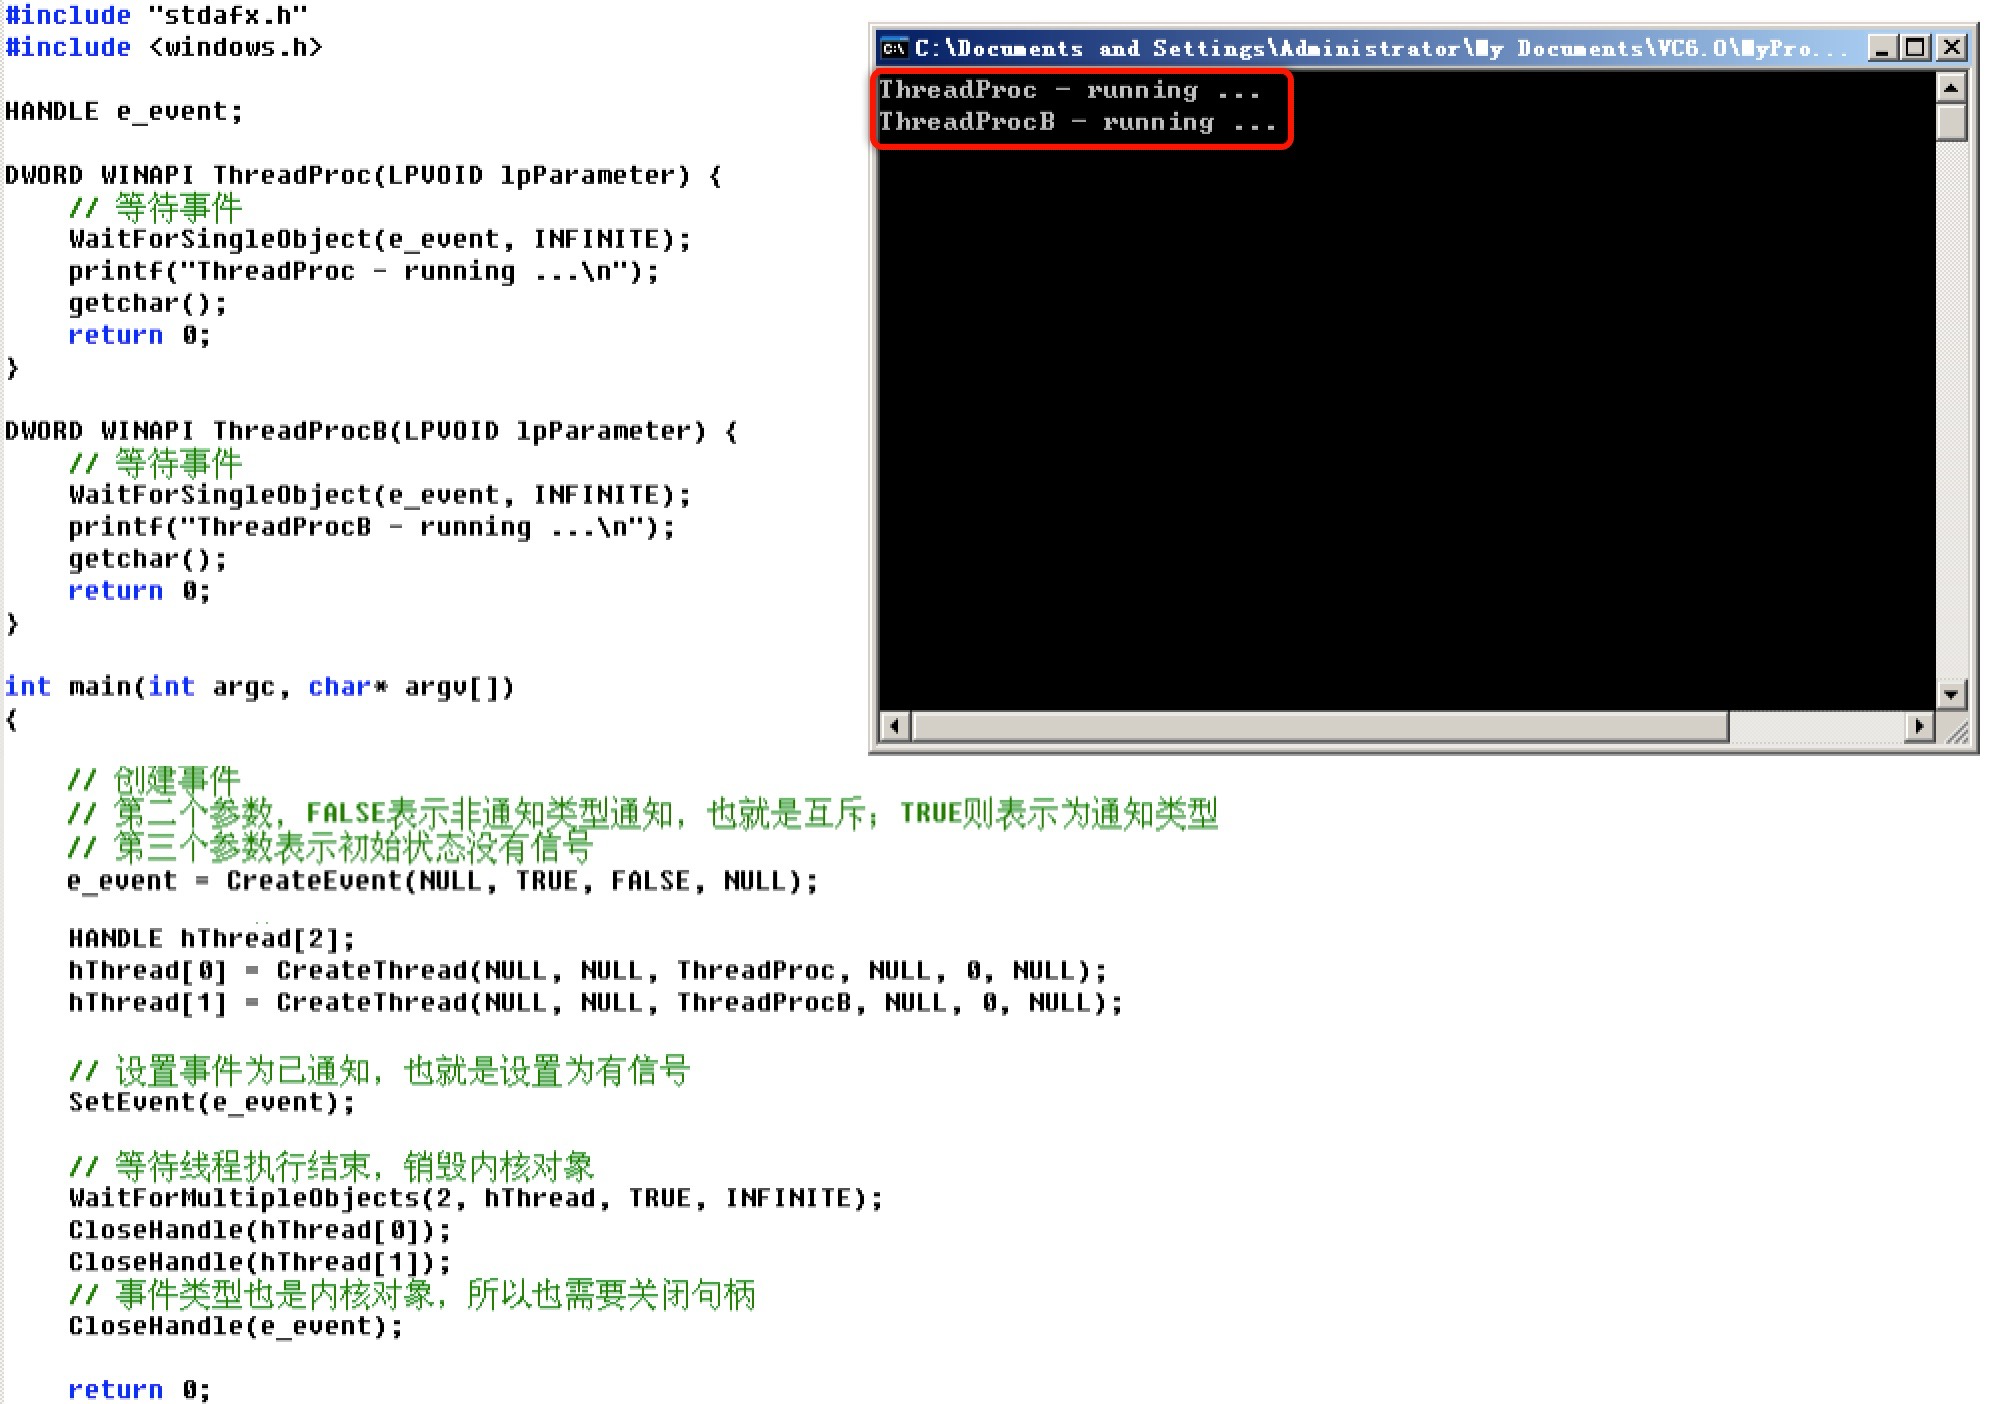 #include "stdafx.h"
#include <windows.h>
HANDLE e_event;
DWORD WINAPI ThreadProc(LPVOID lpParameter) {
// 等待事件
WaitForSingleObject(e_event, INFINITE);
printf("ThreadProc - running ...\n");
getchar();
return 0;
}
DWORD WINAPI ThreadProcB(LPVOID lpParameter) {
// 等待事件
WaitForSingleObject(e_event, INFINITE);
printf("ThreadProcB - running ...\n");
getchar();
return 0;
}
int main(int argc, char* argv[])
{
// 创建事件
// 第二个参数，FALSE表示非通知类型通知，也就是互斥；TRUE则表示为通知类型
// 第三个参数表示初始状态没有信号
e_event = CreateEvent(NULL, TRUE, FALSE, NULL);
HANDLE hThread[2];
hThread[0] = CreateThread(NULL, NULL, ThreadProc, NULL, 0, NULL);
hThread[1] = CreateThread(NULL, NULL, ThreadProcB, NULL, 0, NULL);
// 设置事件为已通知，也就是设置为有信号
SetEvent(e_event);
// 等待线程执行结束，销毁内核对象
WaitForMultipleObjects(2, hThread, TRUE, INFINITE);
CloseHandle(hThread[0]);
CloseHandle(hThread[1]);
// 事件类型也是内核对象，所以也需要关闭句柄
CloseHandle(e_event);
return 0;
C:\Documents and Settings\Administrator\My Documents\VC6.0\MyPro...
ThreadProc - running ...
ThreadProcB - running ...